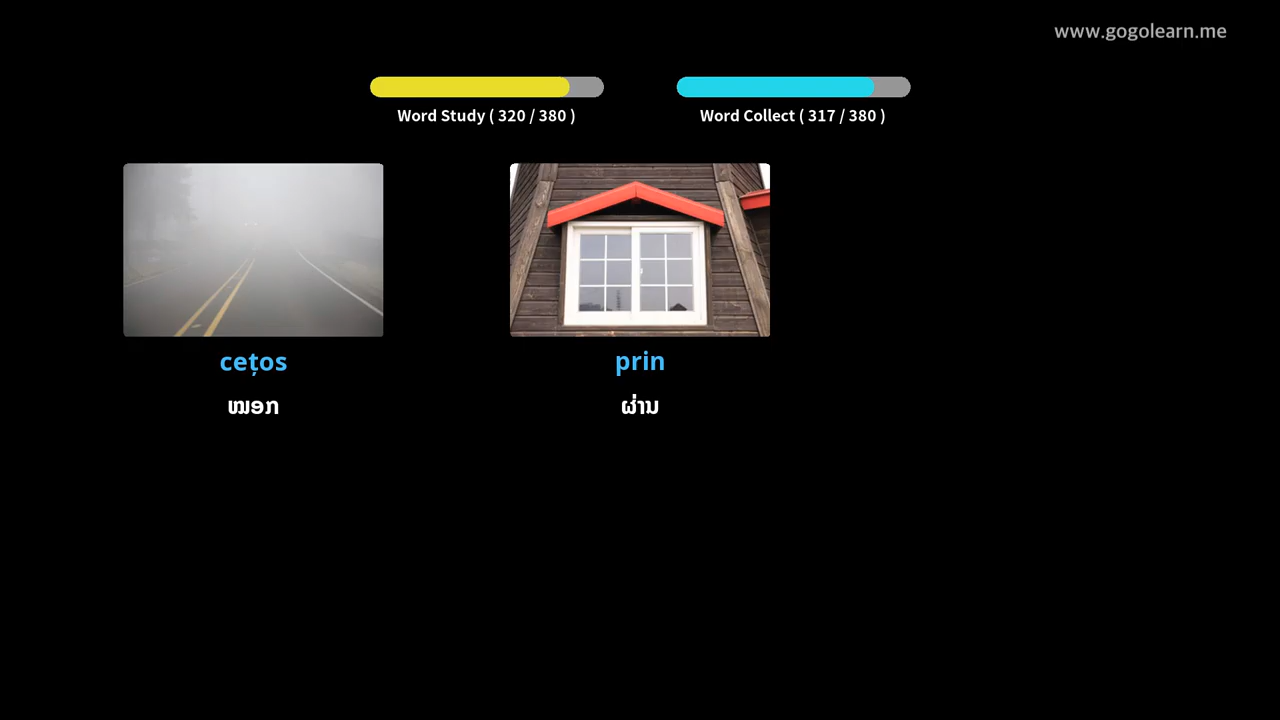 www.gogolearn.me
Word Study ( 320 / 380 )
Word Collect ( 317 / 380 )
cețos
prin
ໝອກ
ຜ່ານ